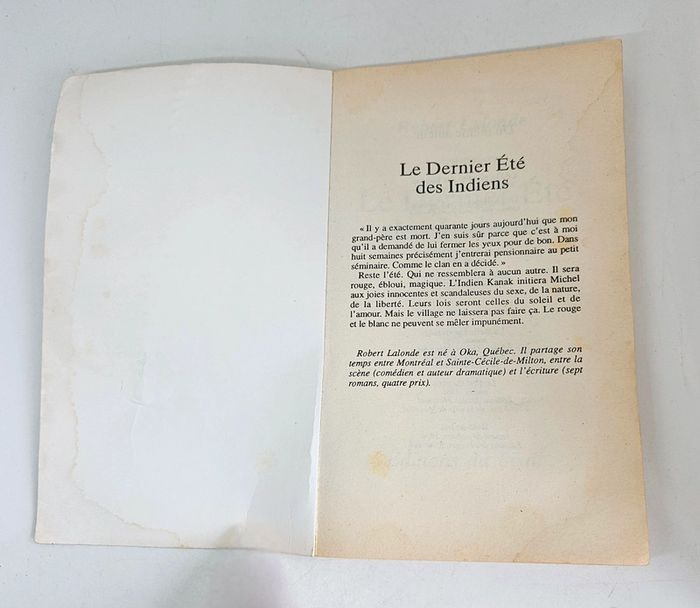 Le Dernier Été
des Indiens
« Il y a exactement quarante jours aujourd'hui que mon
grand-père est mort. J'en suis sûr parce que c'est à moi
qu'il a demandé de lui fermer les yeux pour de bon. Dans
huit semaines précisément j'entrerai pensionnaire au petit
séminaire. Comme le clan en a décidé. »
Reste l'été. Qui ne ressemblera à aucun autre. Il sera
rouge, ébloui, magique. L'Indien Kanak initiera Michel
aux joies innocentes et scandaleuses du sexe, de la nature,
de la liberté. Leurs lois seront celles du soleil et de
l'amour. Mais le village ne laissera pas faire ça. Le rouge
et le blanc ne peuvent se mêler impunément.
Robert Lalonde est né à Oka, Québec. Il partage son
temps entre Montréal et Sainte-Cécile-de-Milton, entre la
scène (comédien et auteur dramatique) et l'écriture (sept
romans, quatre prix).